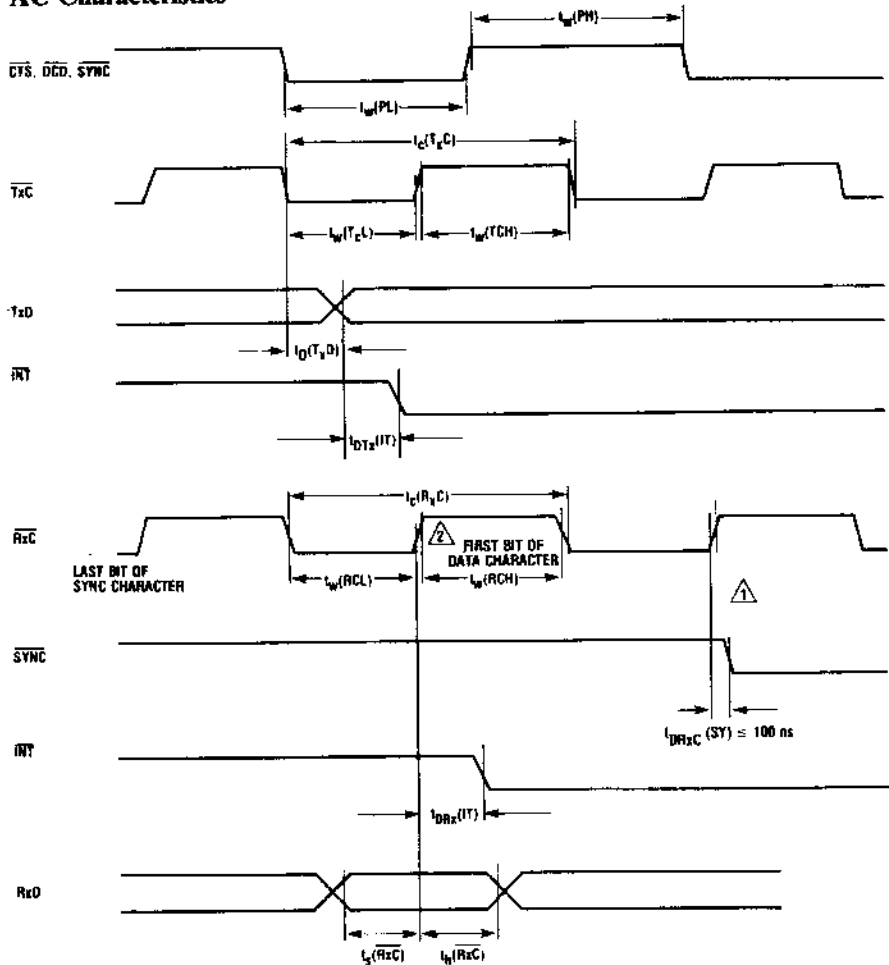 AC Characteristics
tw(PH)
CTS, DCD, SYNC
tw(PL)
tc(TxC)
TxC
tw(TCL)
tw(TCH)
TxD
tD(TxD)
INT
tDTx(IT)
tc(RxC)
RxC
2
FIRST BIT OF
DATA CHARACTER
LAST BIT OF
SYNC CHARACTER
tw(RCL)
tw(RCH)
1
SYNC
tDRxC (SY) ≤ 100 ns
INT
tDRx(IT)
RxD
ts(RxC)
th(RxC)